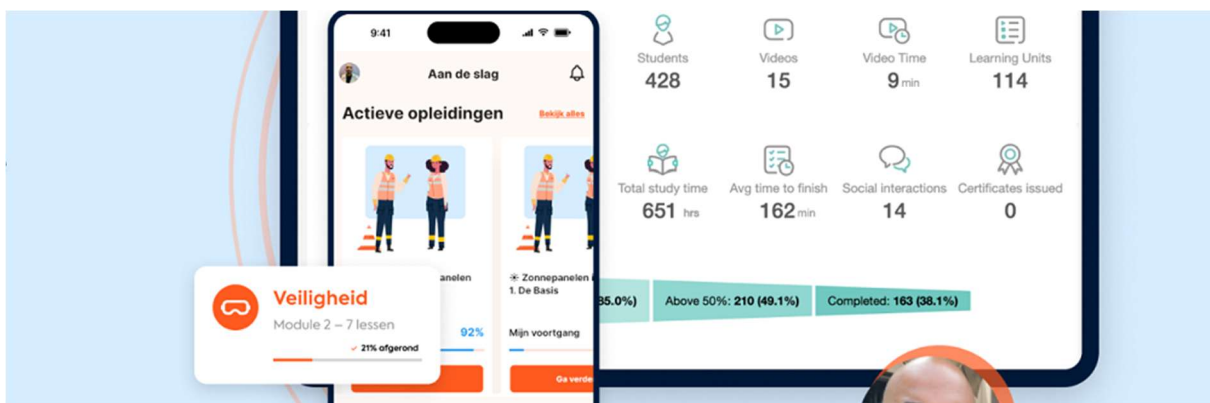 9:41
Aan de slag
Actieve opleidingen
Bekijk alles
anelen
Zonnepanelen
1. De Basis
92%
Mijn voortgang
Ga verde
Veiligheid
Module 2 – 7 lessen
21% afgerond
Students
428
Videos
15
Video Time
9 min
Learning Units
114
Total study time
651 hrs
Avg time to finish
162 min
Social interactions
14
Certificates issued
0
85.0%)
Above 50%: 210 (49.1%)
Completed: 163 (38.1%)